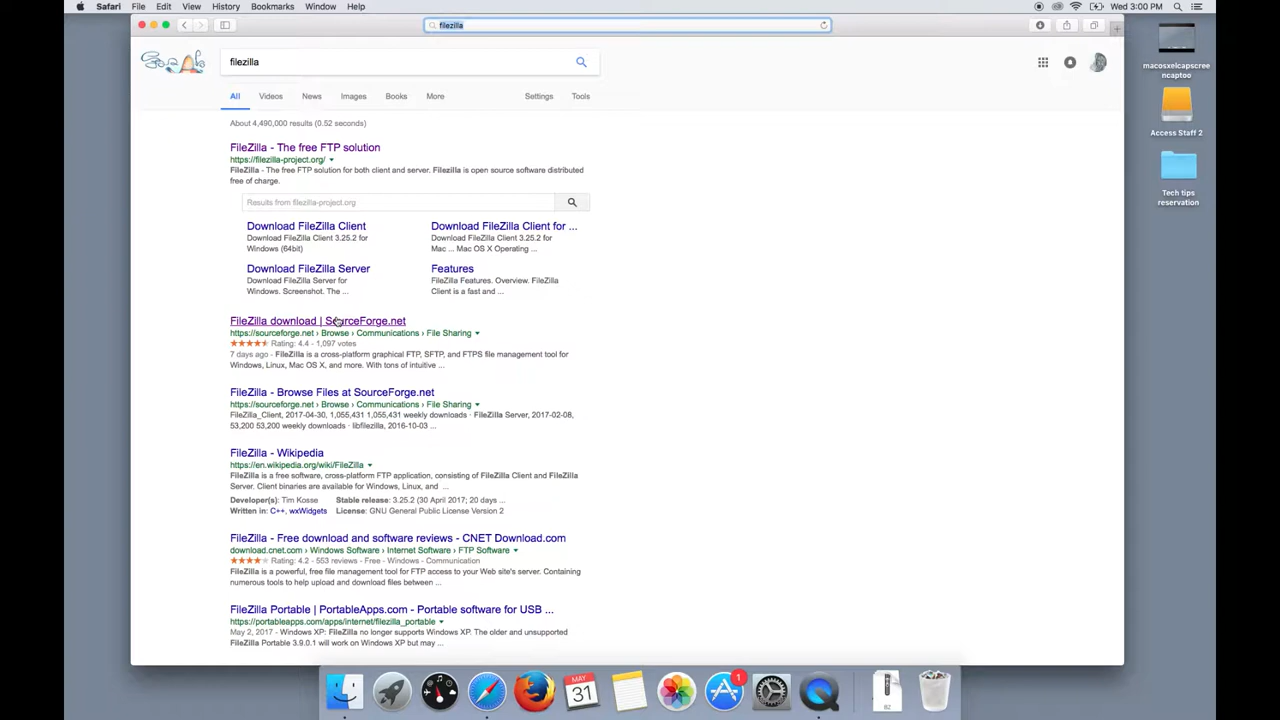 Safari File Edit View History Bookmarks Window Help Wed 3:00 PM
filezilla
filezilla
All Videos News Images Books More Settings Tools
About 4,490,000 results (0.52 seconds)
FileZilla - The free FTP solution
https://filezilla-project.org/
FileZilla - The free FTP solution for both client and server. Filezilla is open source software distributed
free of charge.
Results from filezilla-project.org
Download FileZilla Client
Download FileZilla Client 3.25.2 for
Windows (64bit)
Download FileZilla Client for ...
Download FileZilla Client 3.25.2 for
Mac ... Mac OS X Operating ...
Download FileZilla Server
Download FileZilla Server for
Windows. Screenshot. The ...
Features
FileZilla Features. Overview. FileZilla
Client is a fast and ...
FileZilla download | SourceForge.net
https://sourceforge.net › Browse › Communications › File Sharing
Rating: 4.4 - 1,097 votes
7 days ago - FileZilla is a cross-platform graphical FTP, SFTP, and FTPS file management tool for
Windows, Linux, Mac OS X, and more. With tons of intuitive ...
FileZilla - Browse Files at SourceForge.net
https://sourceforge.net › Browse › Communications › File Sharing
FileZilla_Client, 2017-04-30, 1,055,431 1,055,431 weekly downloads · FileZilla Server, 2017-02-08,
53,200 53,200 weekly downloads · libfilezilla, 2016-10-03 ...
FileZilla - Wikipedia
https://en.wikipedia.org/wiki/FileZilla
FileZilla is a free software, cross-platform FTP application, consisting of FileZilla Client and FileZilla
Server. Client binaries are available for Windows, Linux, and ...
Developer(s): Tim Kosse Stable release: 3.25.2 (30 April 2017; 20 days ...
Written in: C++, wxWidgets License: GNU General Public License Version 2
FileZilla - Free download and software reviews - CNET Download.com
download.cnet.com › Windows Software › Internet Software › FTP Software
Rating: 4.2 - 553 reviews - Free - Windows - Communication
FileZilla is a powerful, free file management tool for FTP access to your Web site's server. Containing
numerous tools to help upload and download files between ...
FileZilla Portable | PortableApps.com - Portable software for USB ...
https://portableapps.com/apps/internet/filezilla_portable
May 2, 2017 - Windows XP: FileZilla no longer supports Windows XP. The older and unsupported
FileZilla Portable 3.9.0.1 will work on Windows XP but may ...
macosxelcapscree
ncaptoo
Access Staff 2
Tech tips
reservation
MAY
31
1
BZ